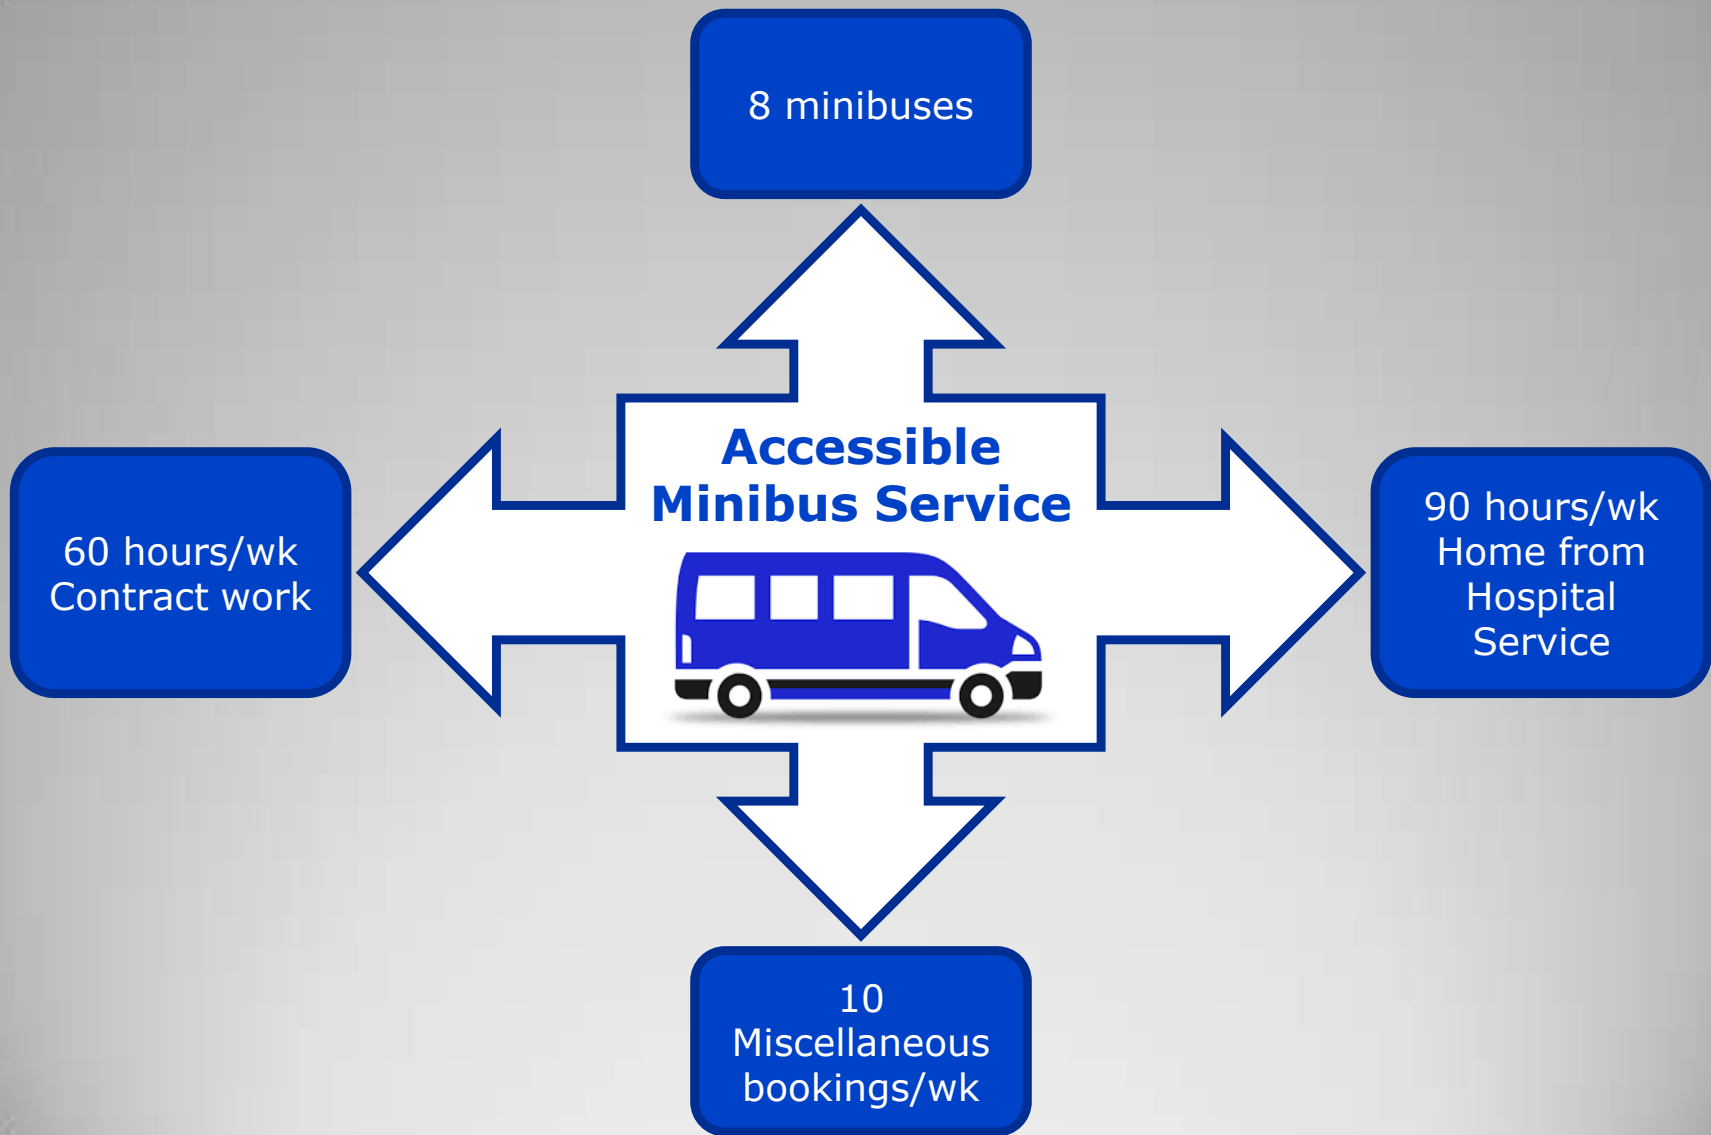 8 minibuses
Accessible
Minibus Service
60 hours/wk
Contract work
90 hours/wk
Home from
Hospital
Service
10
Miscellaneous
bookings/wk